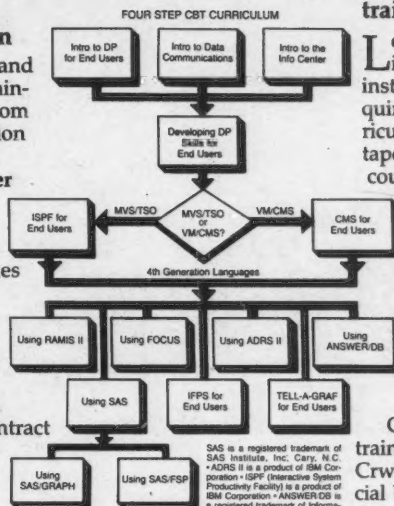 FOUR STEP CBT CURRICULUM
Intro to DP
for End Users
Intro to Data
Communications
Intro to the
Info Center
Developing DP
Skills for
End Users
ISPF for
End Users
MVS/TSO
MVS/TSO
or
VM/CMS?
VM/CMS
CMS for
End Users
4th Generation Languages
Using RAMIS II
Using FOCUS
Using ADRS II
Using
ANSWER/DB
Using SAS
IFPS for
End Users
TELL-A-GRAF
for End Users
Using
SAS/GRAPH
Using SAS/FSP
SAS is a registered trademark of
SAS Institute, Inc, Cary, N.C.
• ADRS II is a product of IBM Cor-
poration • ISPF (Interactive System
Productivity Facility) is a product of
IBM Corporation • ANSWER/DB is
a registered trademark of Informa-
n
and
ain-
om
ion
er
es
ntract
train
inst
quir
ricu
tape
cou
C
train
Crw
cial